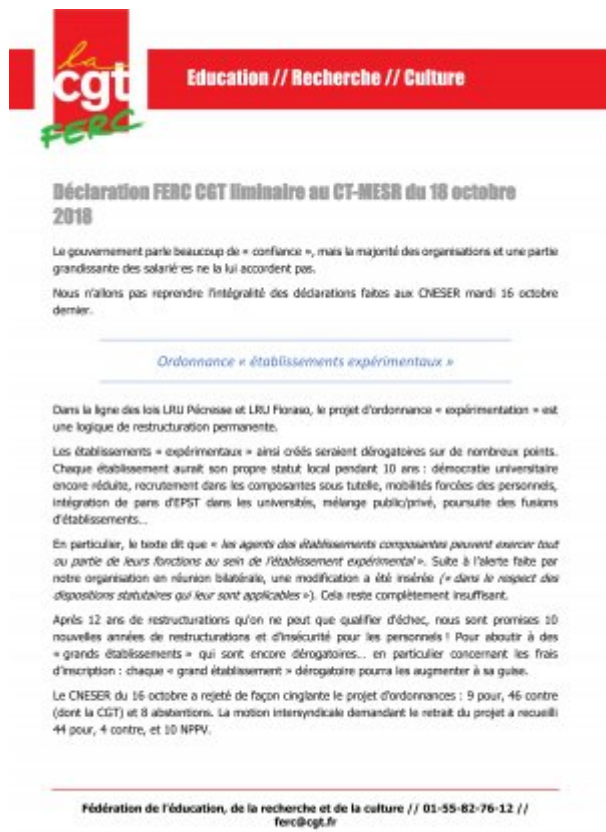 la
cgt
FERC
Education // Recherche // Culture
Déclaration FERC CGT liminaire au CT-MESR du 18 octobre
2018
Le gouvernement parle beaucoup de « confiance », mais la majorité des organisations et une partie
grandissante des salarié·es ne la lui accordent pas.
Nous n'allons pas reprendre l'intégralité des déclarations faites aux CNESER mardi 16 octobre
dernier.
Ordonnance « établissements expérimentaux »
Dans la ligne des lois LRU Pécresse et LRU Fioraso, le projet d'ordonnance « expérimentation » est
une logique de restructuration permanente.
Les établissements « expérimentaux » ainsi créés seraient dérogatoires sur de nombreux points.
Chaque établissement aurait son propre statut local pendant 10 ans : démocratie universitaire
encore réduite, recrutement dans les composantes sous tutelle, mobilités forcées des personnels,
intégration de pans d'EPST dans les universités, mélange public/privé, poursuite des fusions
d'établissements…
En particulier, le texte dit que « les agents des établissements composantes peuvent exercer tout
ou partie de leurs fonctions au sein de l'établissement expérimental ». Suite à l'alerte faite par
notre organisation en réunion bilatérale, une modification a été insérée (« dans le respect des
dispositions statutaires qui leur sont applicables »). Cela reste complètement insuffisant.
Après 12 ans de restructurations qu'on ne peut que qualifier d'échec, nous sont promises 10
nouvelles années de restructurations et d'insécurité pour les personnels ! Pour aboutir à des
« grands établissements » qui sont encore dérogatoires… en particulier concernant les frais
d'inscription : chaque « grand établissement » dérogatoire pourra les augmenter à sa guise.
Le CNESER du 16 octobre a rejeté de façon cinglante le projet d'ordonnances : 9 pour, 46 contre
(dont la CGT) et 8 abstentions. La motion intersyndicale demandant le retrait du projet a recueilli
44 pour, 4 contre, et 10 NPPV.
Fédération de l'éducation, de la recherche et de la culture // 01-55-82-76-12 //
ferc@cgt.fr